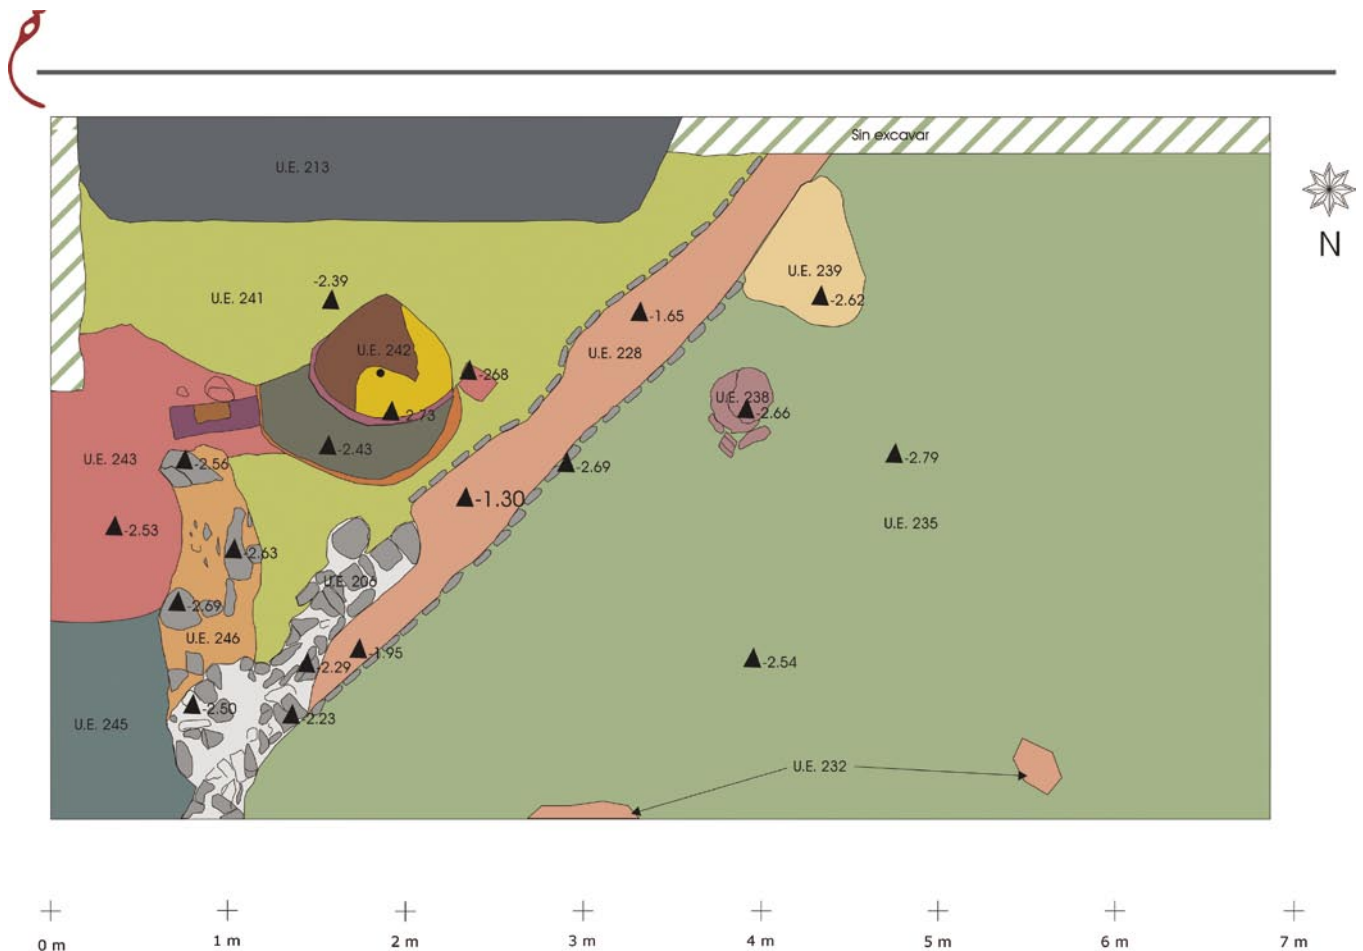 Sin excavar
U.E. 213
N
U.E. 239
-2.62
-2.39
U.E. 241
-1.65
U.E. 242
U.E. 228
-268
U.E. 238
-2.66
-2.73
-2.43
-2.79
U.E. 243
-2.56
-2.69
-1.30
-2.53
U.E. 235
-2.63
U.E. 206
-2.69
U.E. 246
-1.95
-2.29
-2.54
-2.50
-2.23
U.E. 245
U.E. 232
0 m 1 m 2 m 3 m 4 m 5 m 6 m 7 m